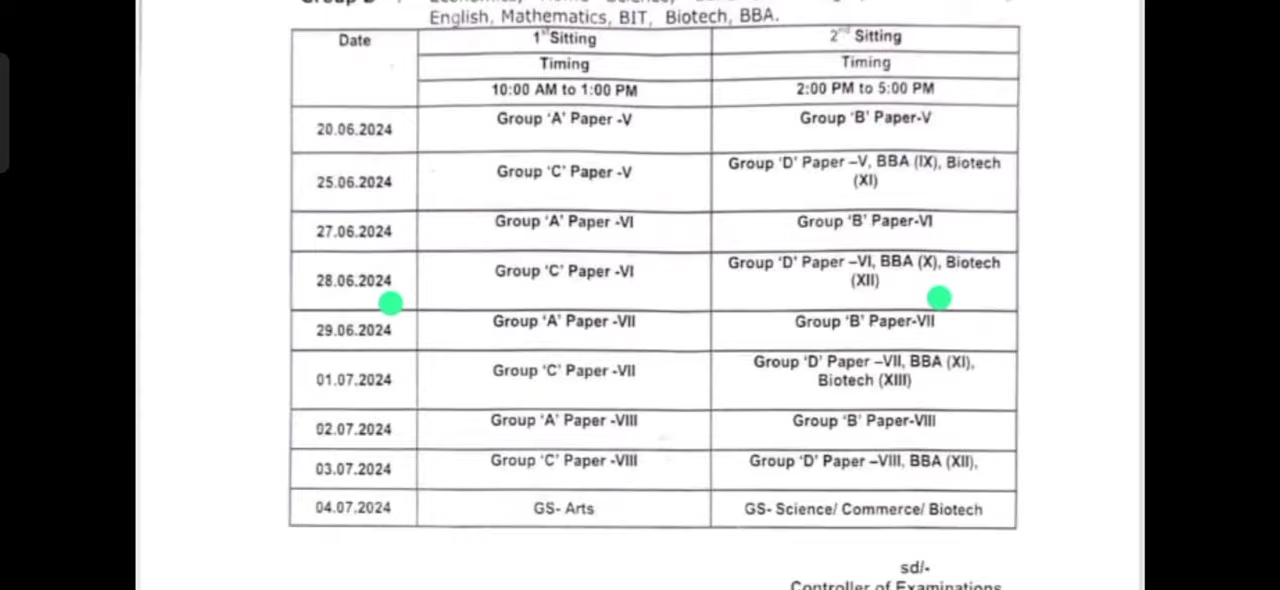 English, Mathematics, BIT, Biotech, BBA.
Date
1st Sitting
2nd Sitting
Timing
Timing
10:00 AM to 1:00 PM
2:00 PM to 5:00 PM
20.06.2024
Group 'A' Paper -V
Group 'B' Paper-V
25.06.2024
Group 'C' Paper -V
Group 'D' Paper –V, BBA (IX), Biotech
(XI)
27.06.2024
Group 'A' Paper -VI
Group 'B' Paper-VI
28.06.2024
Group 'C' Paper -VI
Group 'D' Paper –VI, BBA (X), Biotech
(XII)
29.06.2024
Group 'A' Paper -VII
Group 'B' Paper-VII
01.07.2024
Group 'C' Paper -VII
Group 'D' Paper –VII, BBA (XI),
Biotech (XIII)
02.07.2024
Group 'A' Paper -VIII
Group 'B' Paper-VIII
03.07.2024
Group 'C' Paper -VIII
Group 'D' Paper –VIII, BBA (XII),
04.07.2024
GS- Arts
GS- Science/ Commerce/ Biotech
sd/-
Controller of Examinations